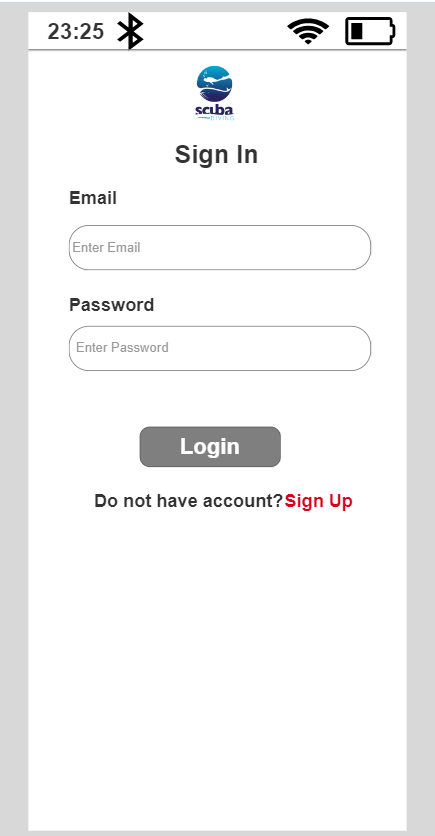 23:25
scuba
DIVING
Sign In
Email
Enter Email
Password
Enter Password
Login
Do not have account?Sign Up